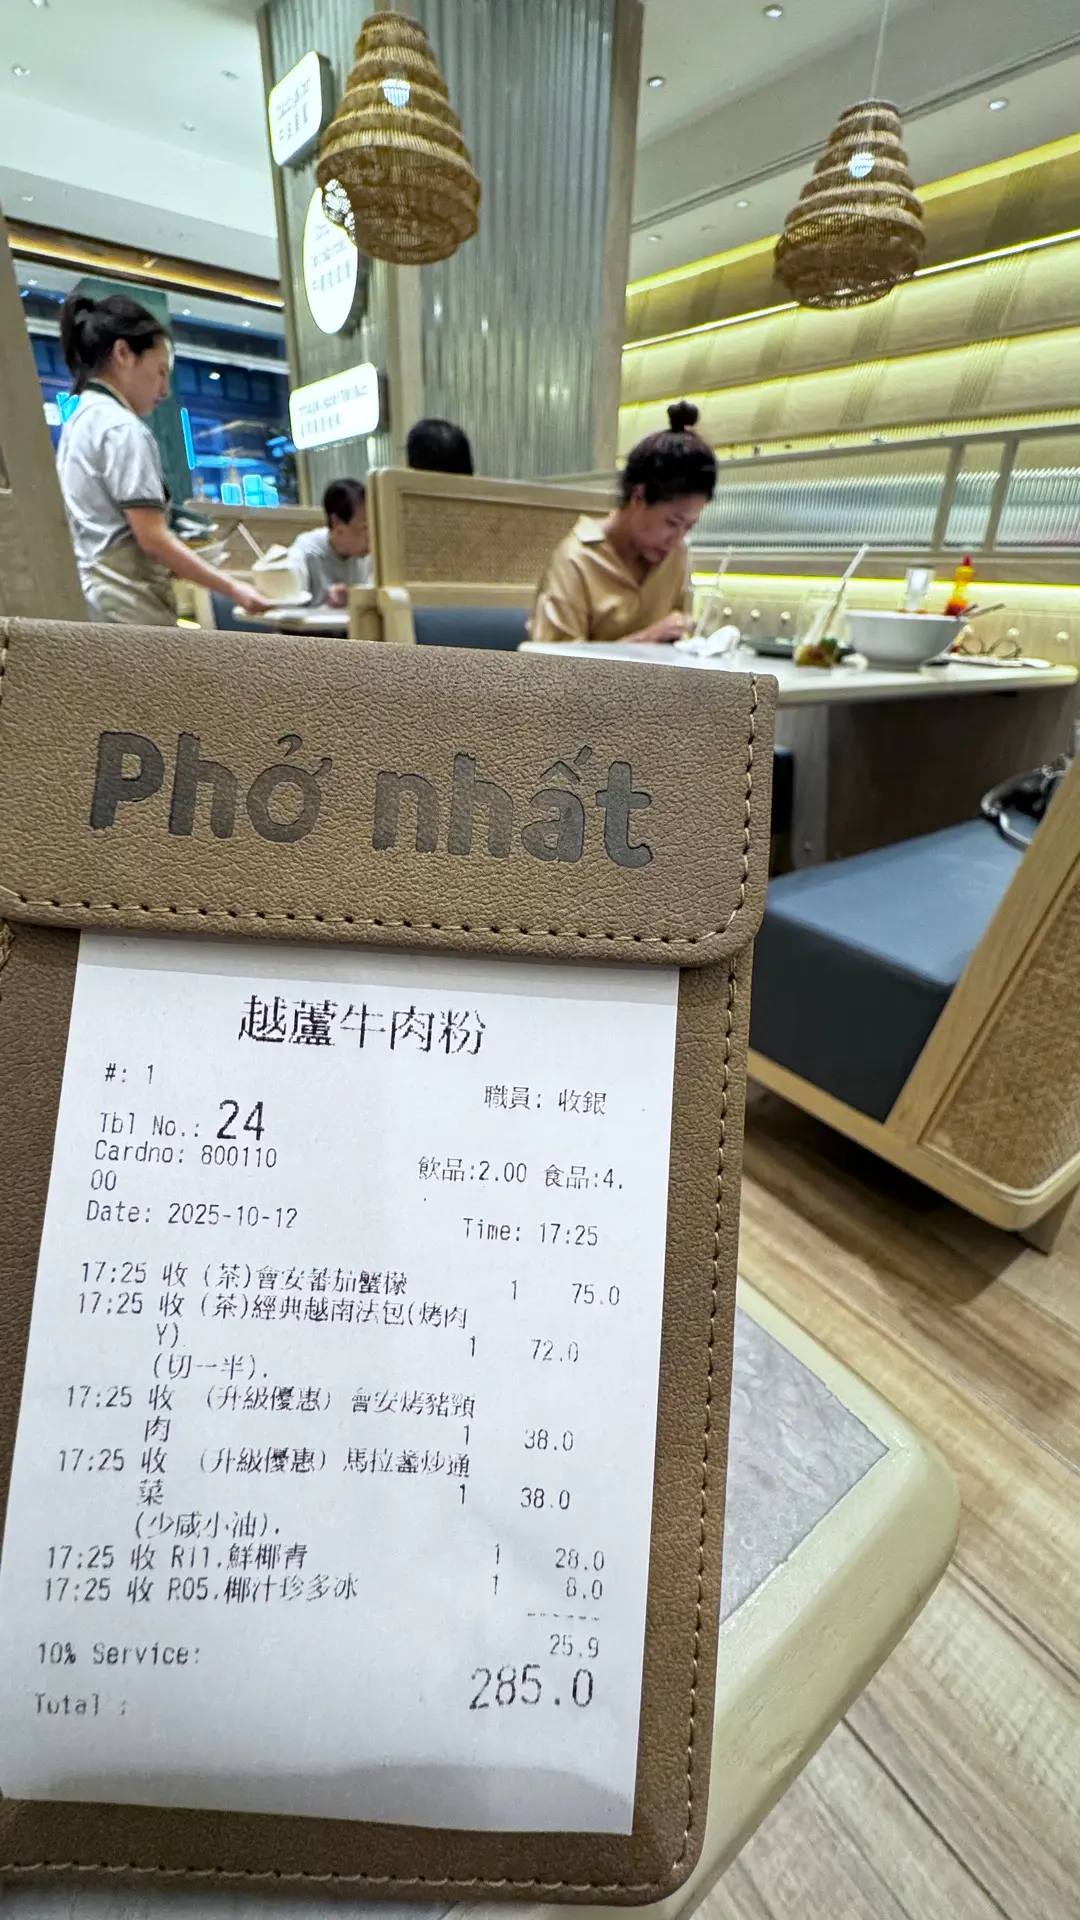 Phở nhất
越蘆牛肉粉
#: 1
職員: 收銀
Tbl No.: 24
Cardno: 800110
00
飲品:2.00 食品:4.
Date: 2025-10-12
Time: 17:25
17:25 收 (茶)會安蕃茄蟹檬 1 75.0
17:25 收 (茶)經典越南法包(烤肉
Y). 1 72.0
(切一半).
17:25 收 (升級優惠) 會安烤豬頸
肉 1 38.0
17:25 收 (升級優惠) 馬拉盞炒通
菜 1 38.0
(少咸小油).
17:25 收 R11.鮮椰青 1 28.0
17:25 收 R05.椰汁珍多冰 1 8.0
------
10% Service: 25.9
Total : 285.0